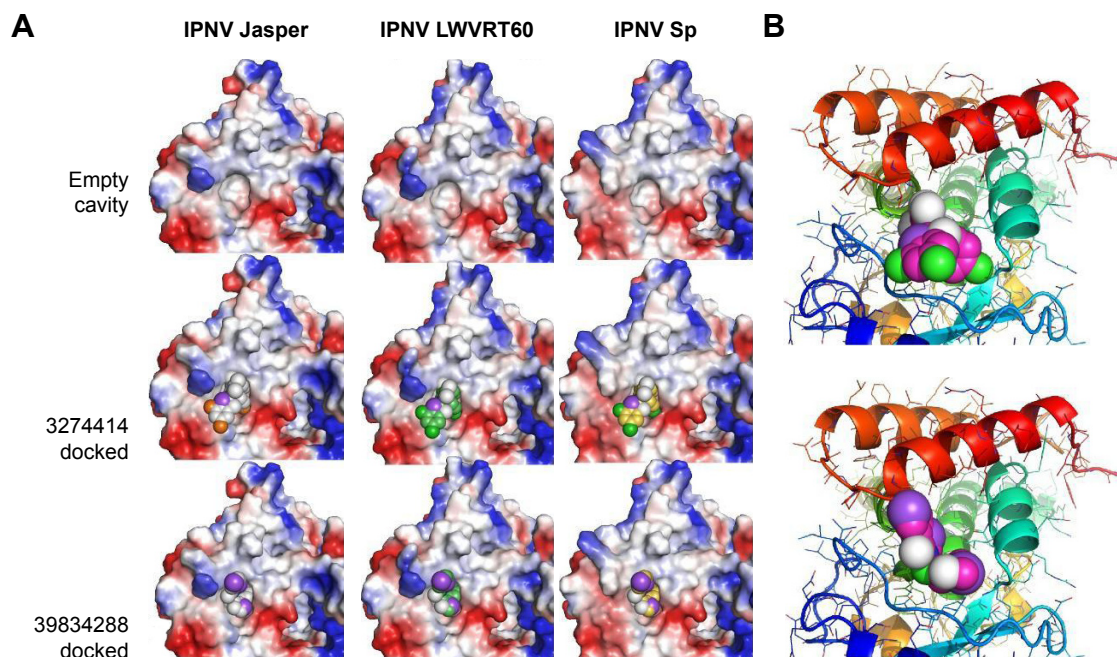 A
IPNV Jasper
IPNV LWVRT60
IPNV Sp
B
Empty
cavity
3274414
docked
39834288
docked